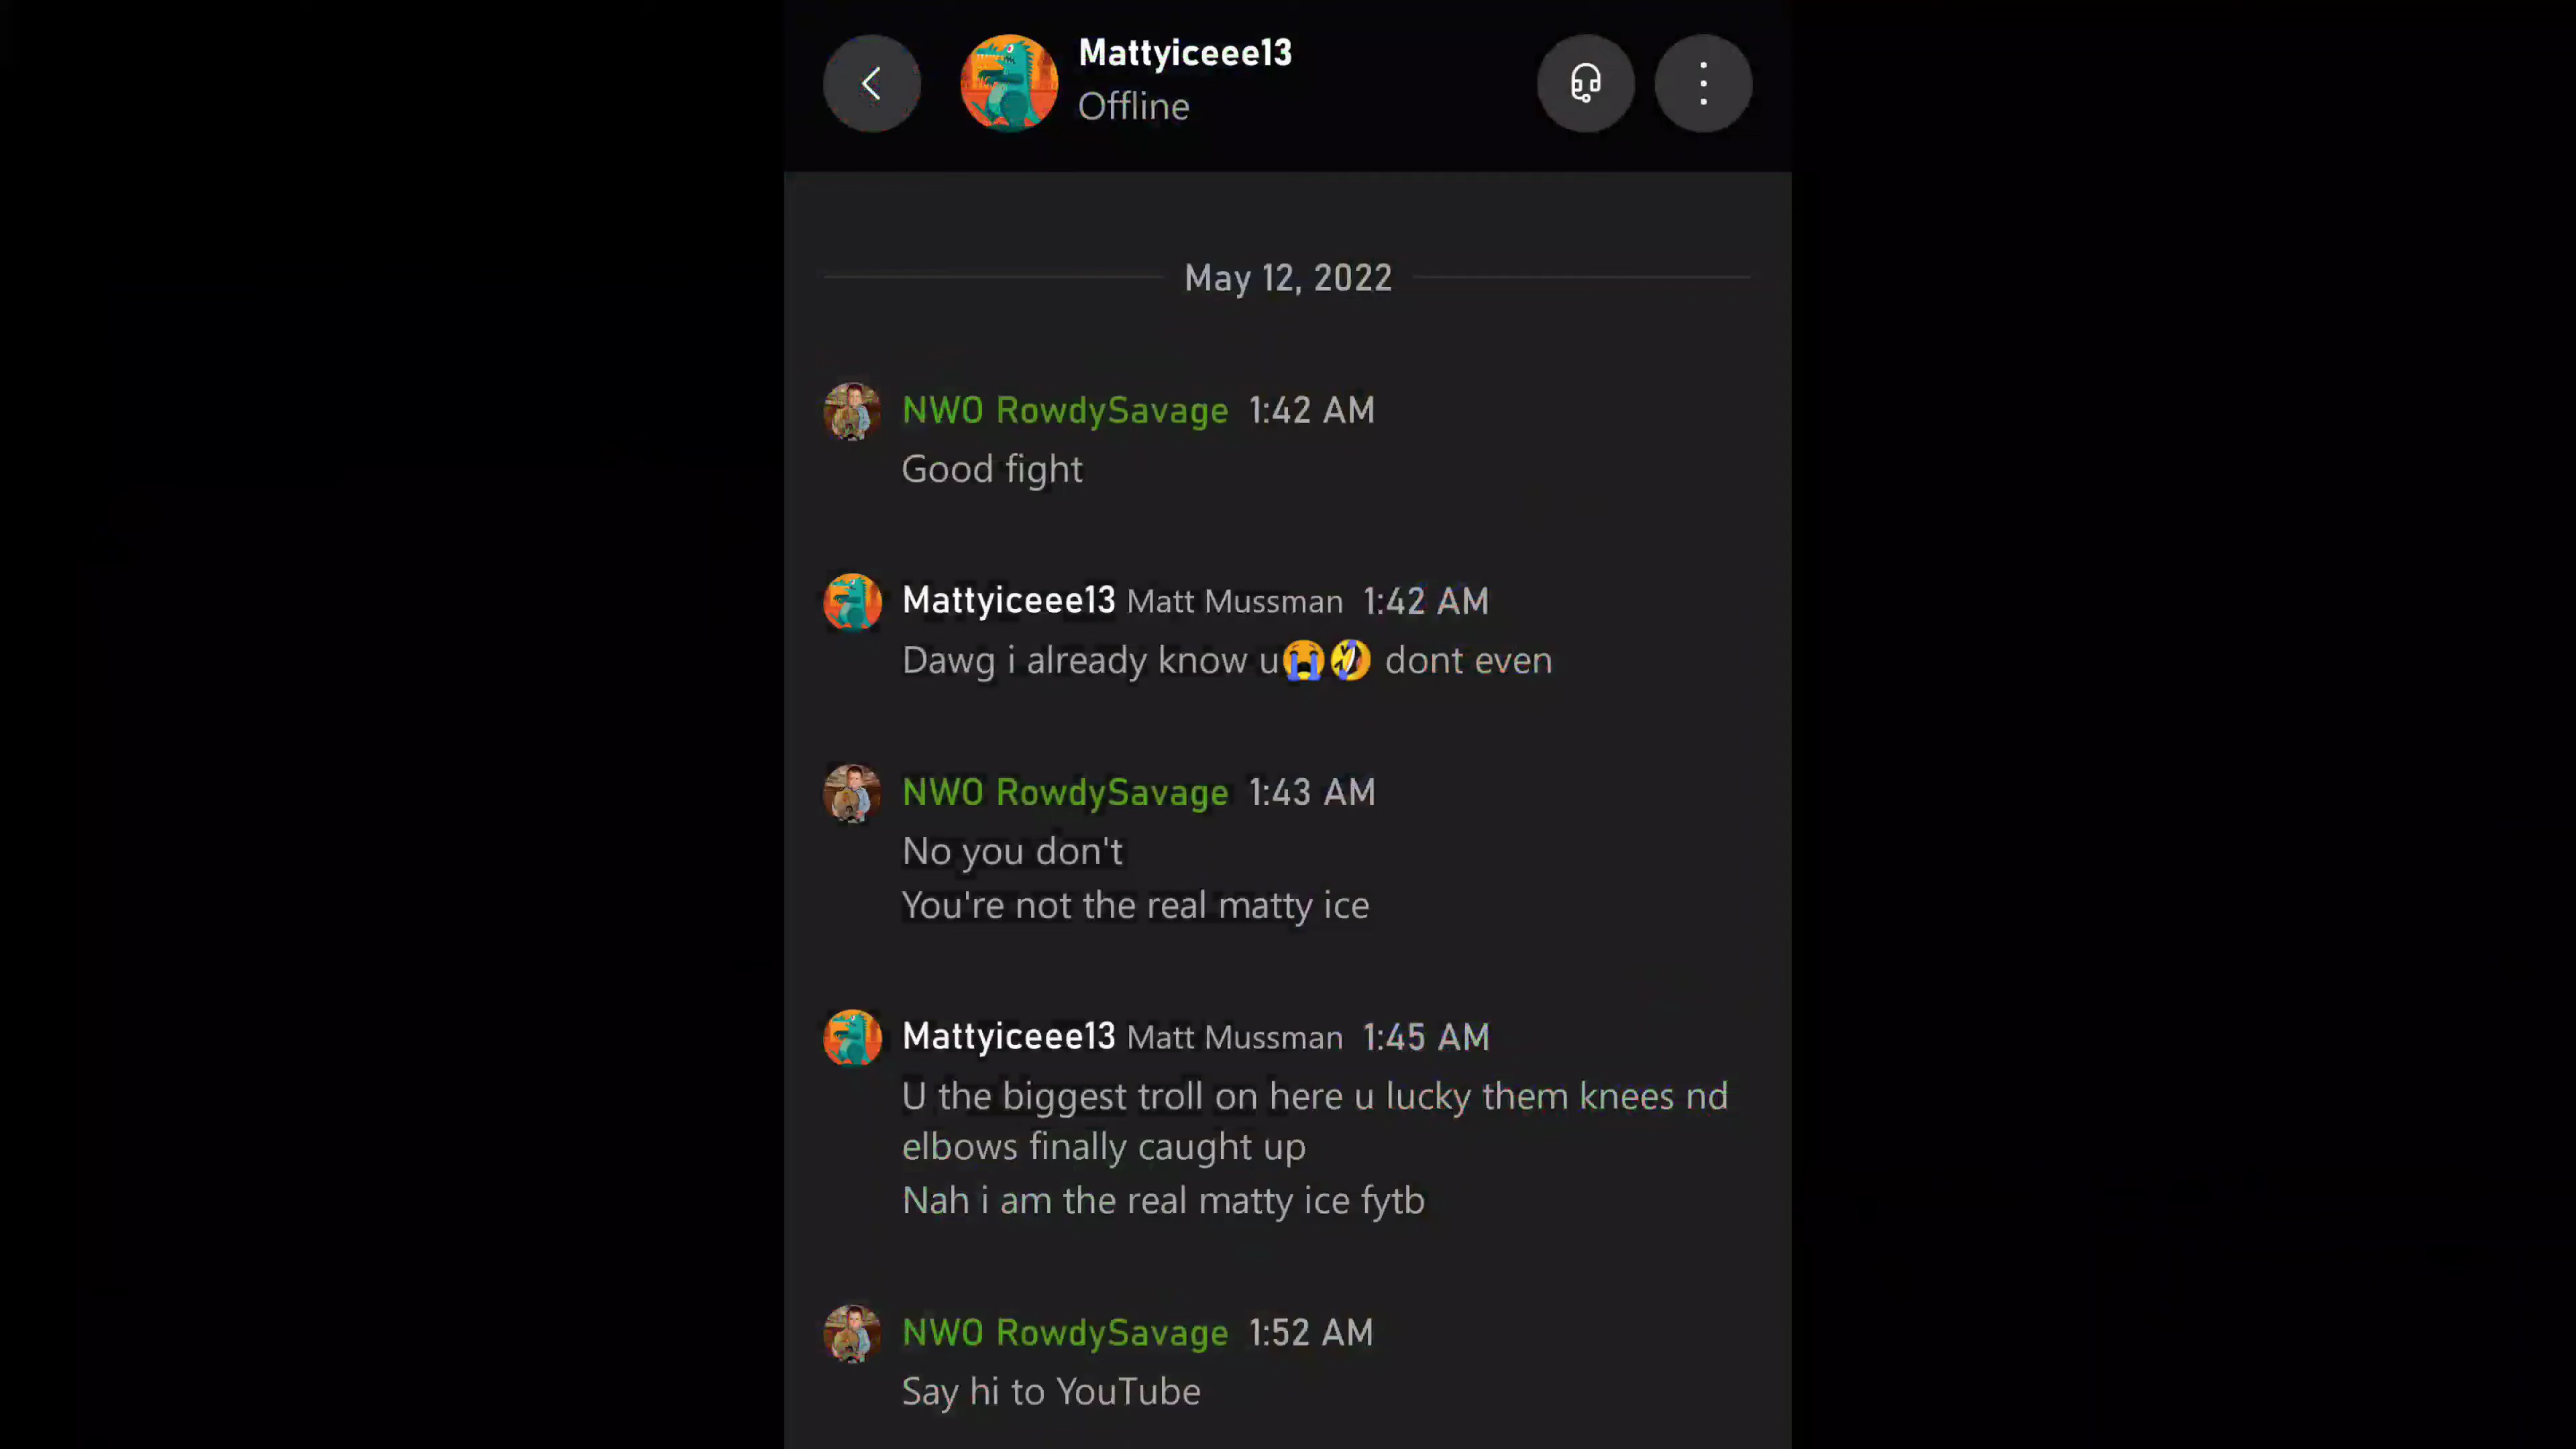 Mattyiceee13
Offline
May 12, 2022
NWO RowdySavage 1:42 AM
Good fight
Mattyiceee13 Matt Mussman 1:42 AM
Dawg i already know u😭🤣 dont even
NWO RowdySavage 1:43 AM
No you don't
You're not the real matty ice
Mattyiceee13 Matt Mussman 1:45 AM
U the biggest troll on here u lucky them knees nd
elbows finally caught up
Nah i am the real matty ice fytb
NWO RowdySavage 1:52 AM
Say hi to YouTube